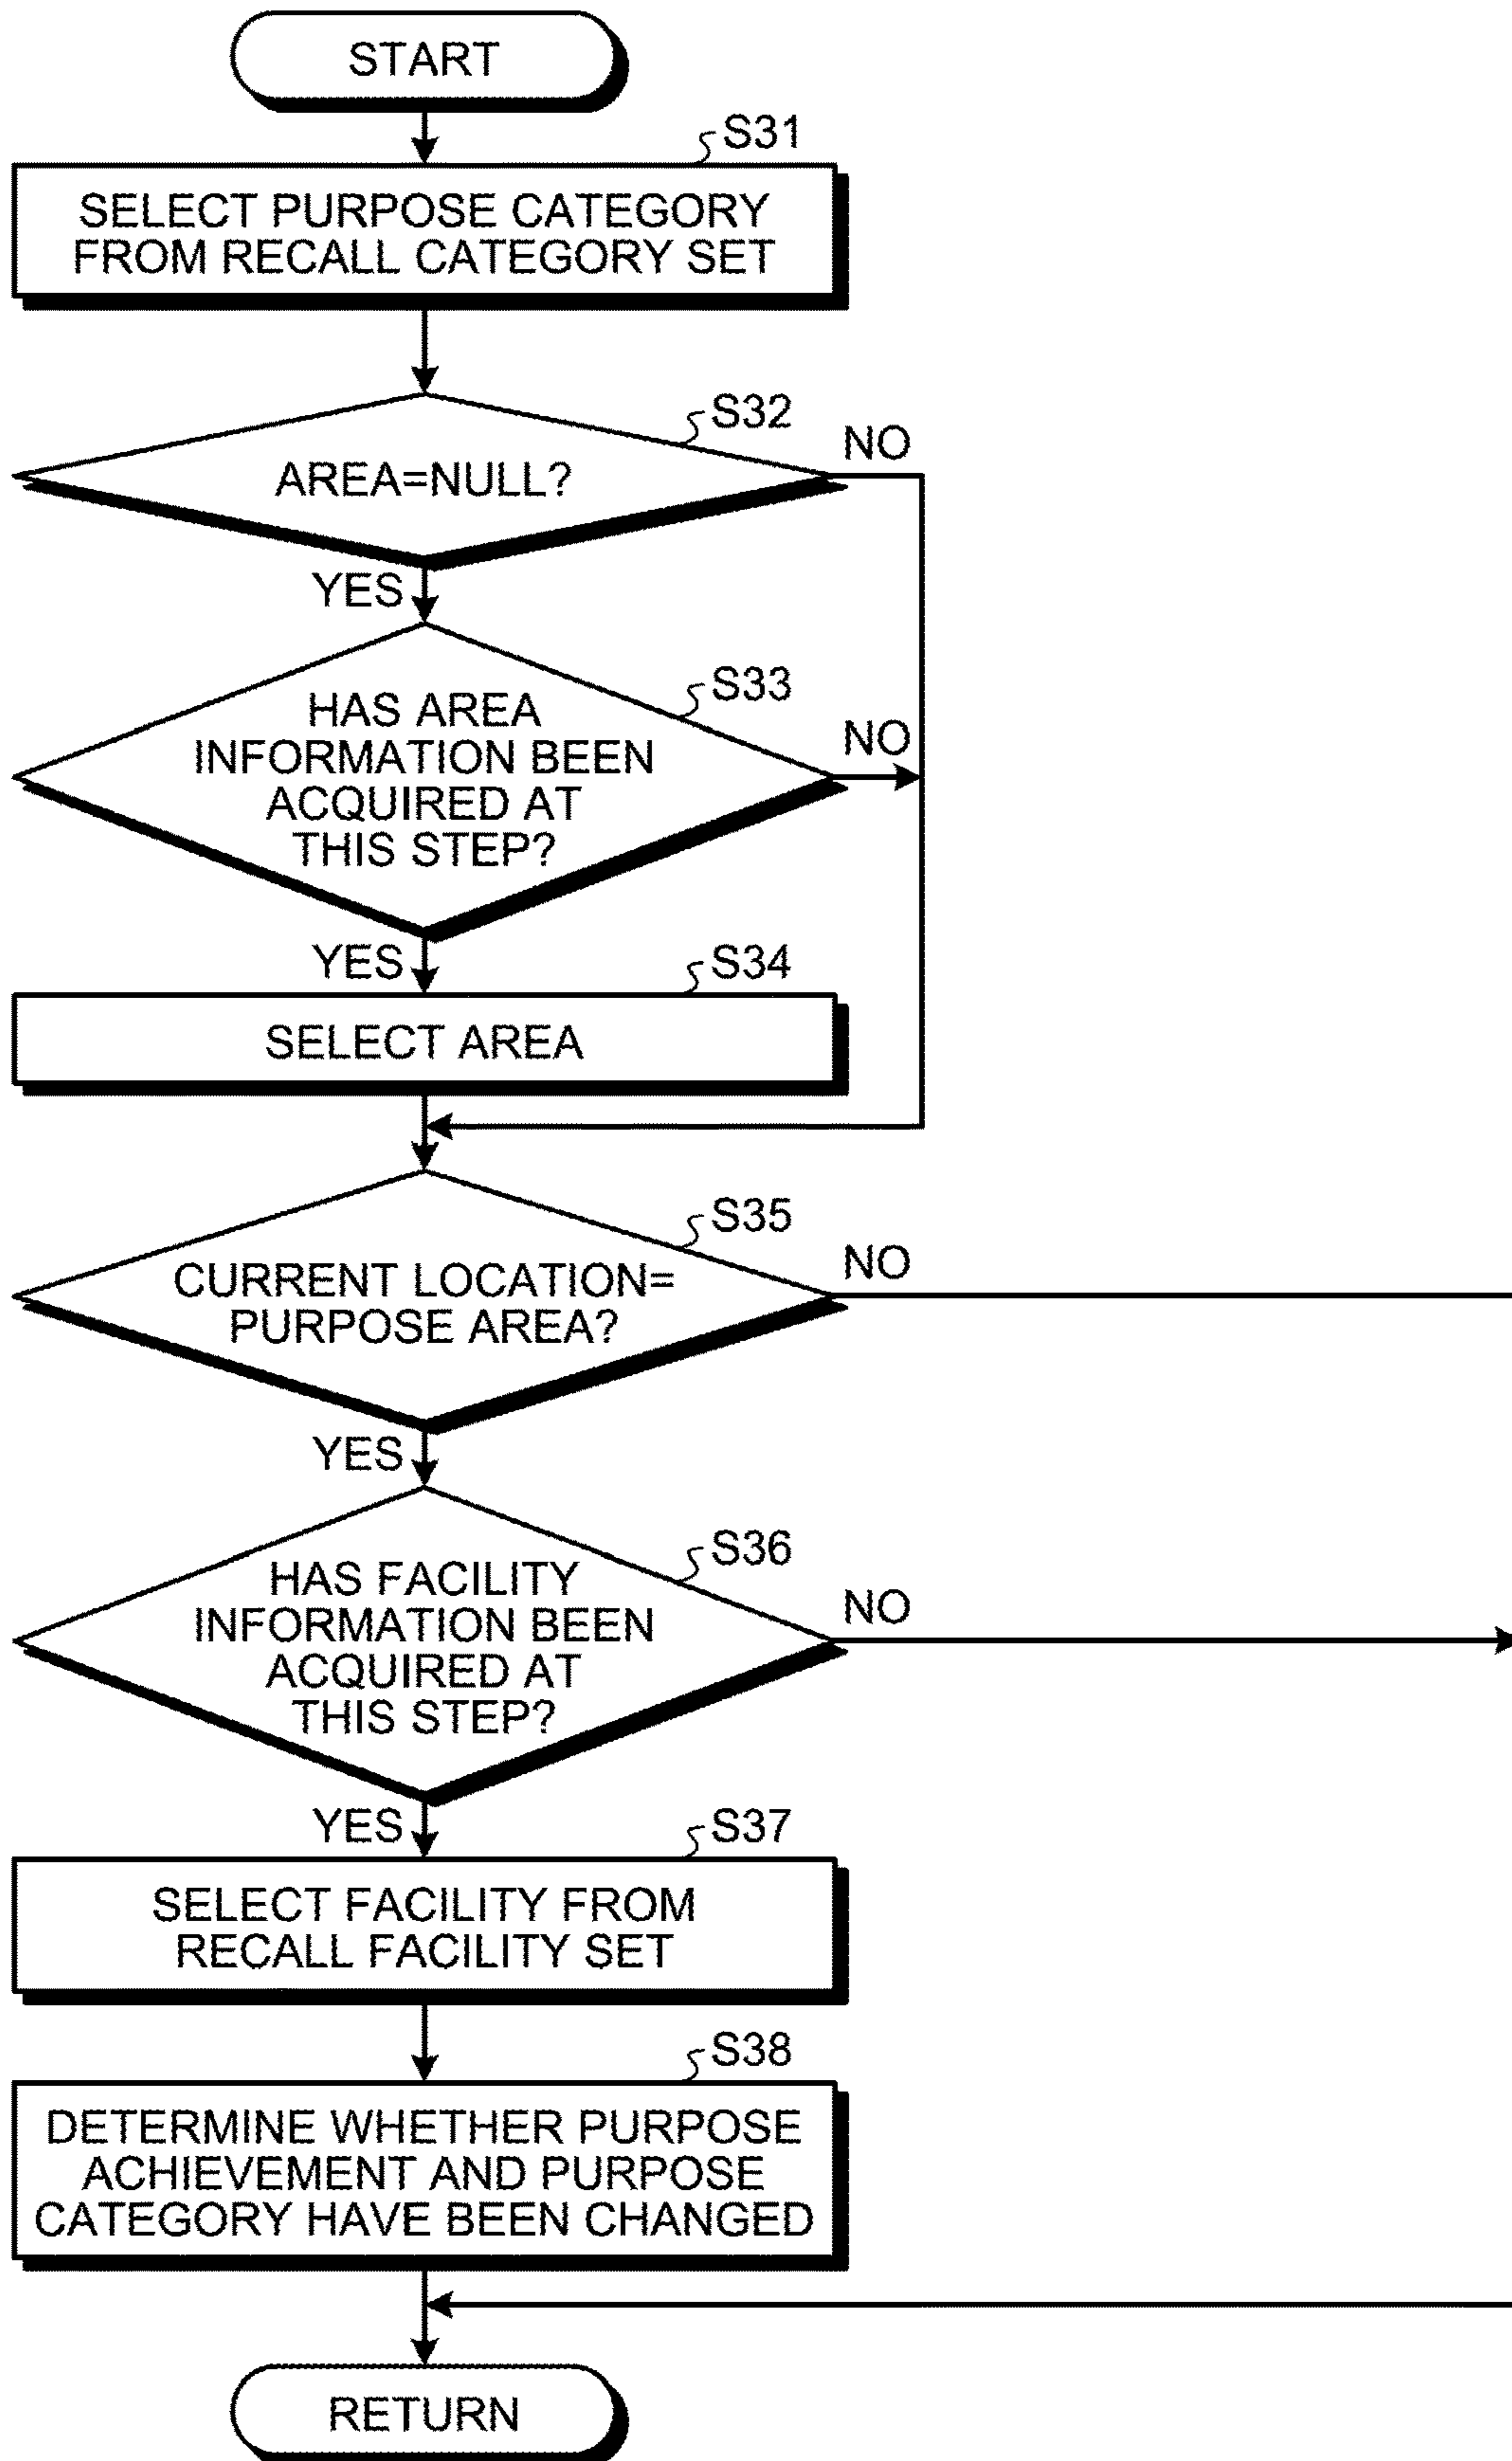 START
S31
SELECT PURPOSE CATEGORY
FROM RECALL CATEGORY SET
S32
AREA=NULL?
NO
YES
S33
HAS AREA
INFORMATION BEEN
ACQUIRED AT
THIS STEP?
NO
YES
S34
SELECT AREA
S35
CURRENT LOCATION=
PURPOSE AREA?
NO
YES
S36
HAS FACILITY
INFORMATION BEEN
ACQUIRED AT
THIS STEP?
NO
YES
S37
SELECT FACILITY FROM
RECALL FACILITY SET
S38
DETERMINE WHETHER PURPOSE
ACHIEVEMENT AND PURPOSE
CATEGORY HAVE BEEN CHANGED
RETURN